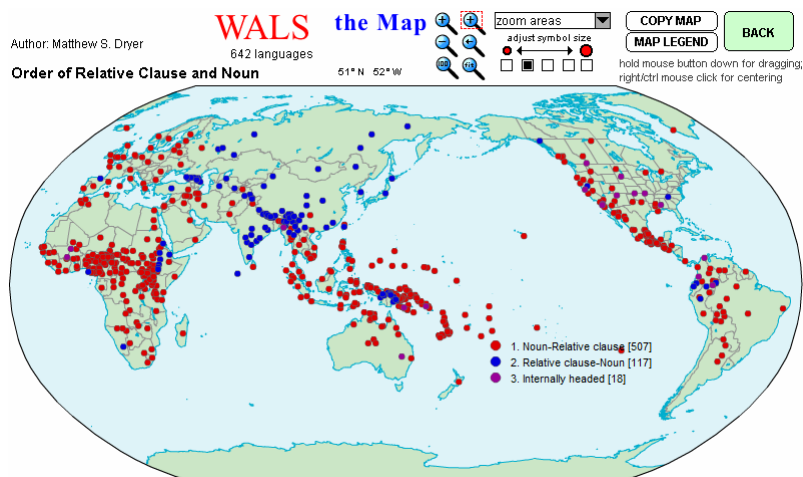 WALS the Map
642 languages
Author: Matthew S. Dryer
Order of Relative Clause and Noun
51° N 52° W
100
fit
zoom areas
adjust symbol size
COPY MAP
MAP LEGEND
BACK
hold mouse button down for dragging;
right/ctrl mouse click for centering
1. Noun-Relative clause [507]
2. Relative clause-Noun [117]
3. Internally headed [18]